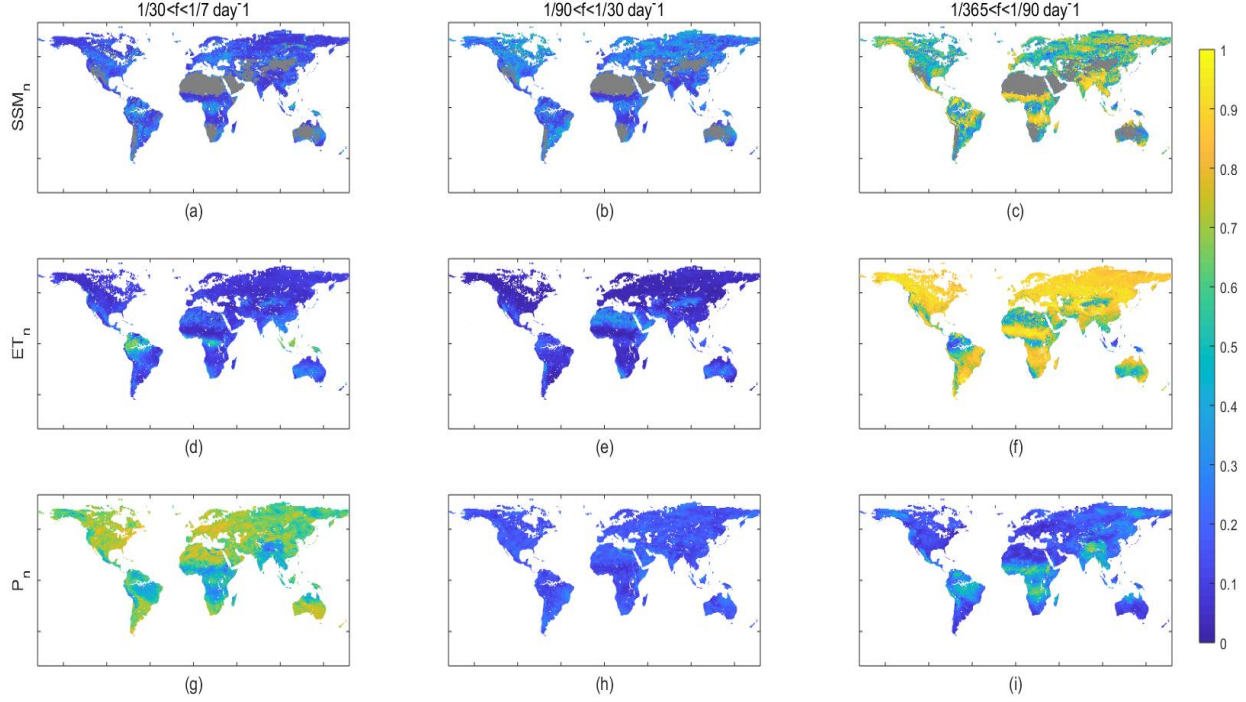 1/30<f<1/7 day⁻1
1/90<f<1/30 day⁻1
1/365<f<1/90 day⁻1
SSMₙ
(a)
(b)
(c)
ETₙ
(d)
(e)
(f)
Pₙ
(g)
(h)
(i)
1
0.9
0.8
0.7
0.6
0.5
0.4
0.3
0.2
0.1
0